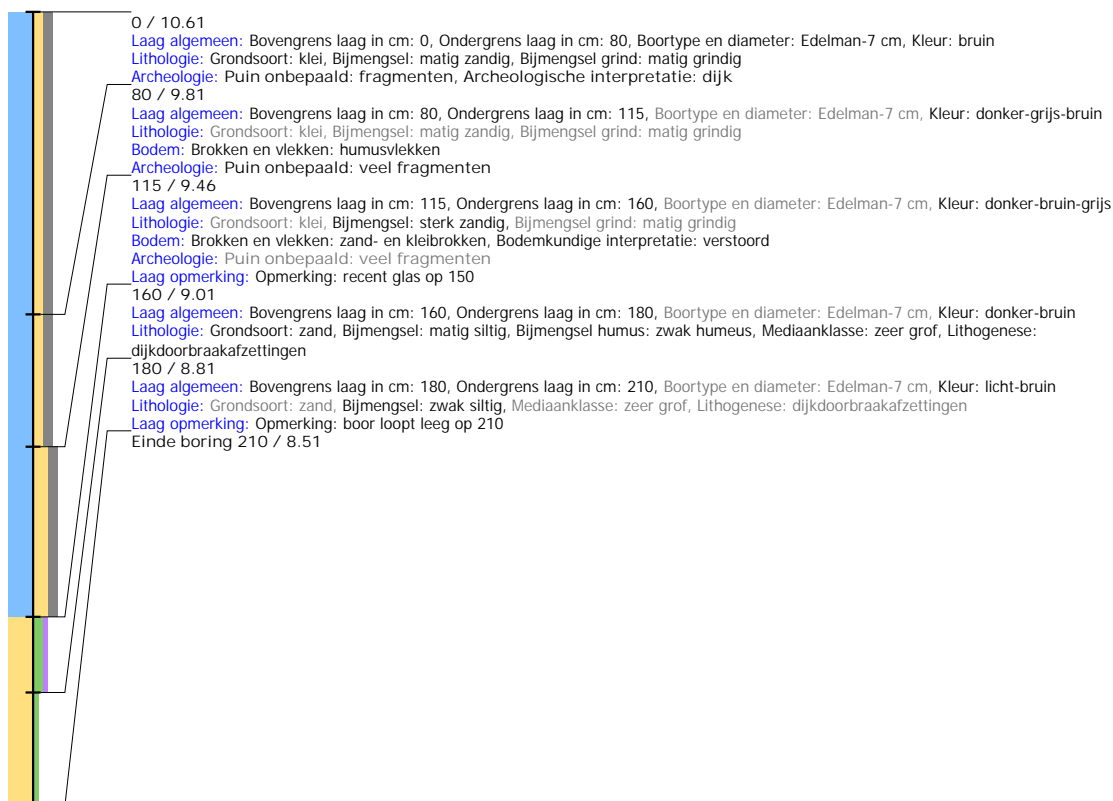 0 / 10.61
Laag algemeen: Bovengrens laag in cm: 0, Ondergrens laag in cm: 80, Boortype en diameter: Edelman-7 cm, Kleur: bruin
Lithologie: Grondsoort: klei, Bijmengsel: matig zandig, Bijmengsel grind: matig grindig
Archeologie: Puin onbepaald: fragmenten, Archeologische interpretatie: dijk
80 / 9.81
Laag algemeen: Bovengrens laag in cm: 80, Ondergrens laag in cm: 115, Boortype en diameter: Edelman-7 cm, Kleur: donker-grijs-bruin
Lithologie: Grondsoort: klei, Bijmengsel: matig zandig, Bijmengsel grind: matig grindig
Bodem: Brokken en vlekken: humusvlekken
Archeologie: Puin onbepaald: veel fragmenten
115 / 9.46
Laag algemeen: Bovengrens laag in cm: 115, Ondergrens laag in cm: 160, Boortype en diameter: Edelman-7 cm, Kleur: donker-bruin-grijs
Lithologie: Grondsoort: klei, Bijmengsel: sterk zandig, Bijmengsel grind: matig grindig
Bodem: Brokken en vlekken: zand- en kleibrokken, Bodemkundige interpretatie: verstoord
Archeologie: Puin onbepaald: veel fragmenten
Laag opmerking: Opmerking: recent glas op 150
160 / 9.01
Laag algemeen: Bovengrens laag in cm: 160, Ondergrens laag in cm: 180, Boortype en diameter: Edelman-7 cm, Kleur: donker-bruin
Lithologie: Grondsoort: zand, Bijmengsel: matig siltig, Bijmengsel humus: zwak humeus, Mediaanklasse: zeer grof, Lithogenese:
dijkdoorbraakafzettingen
180 / 8.81
Laag algemeen: Bovengrens laag in cm: 180, Ondergrens laag in cm: 210, Boortype en diameter: Edelman-7 cm, Kleur: licht-bruin
Lithologie: Grondsoort: zand, Bijmengsel: zwak siltig, Mediaanklasse: zeer grof, Lithogenese: dijkdoorbraakafzettingen
Laag opmerking: Opmerking: boor loopt leeg op 210
Einde boring 210 / 8.51